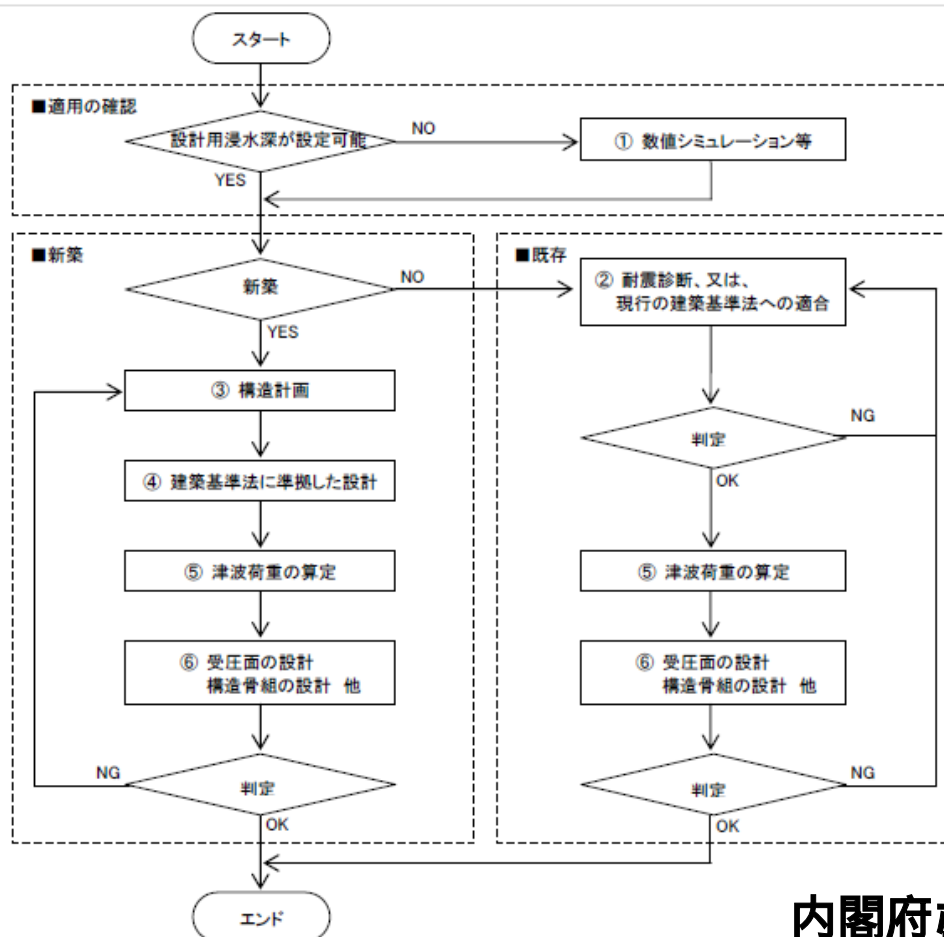 スタート
■適用の確認
設計用浸水深が設定可能
NO
① 数値シミュレーション等
YES
■新築
新築
NO
YES
③ 構造計画
④ 建築基準法に準拠した設計
⑤ 津波荷重の算定
⑥ 受圧面の設計
構造骨組の設計 他
NG
判定
OK
■既存
② 耐震診断、又は、
現行の建築基準法への適合
NG
判定
OK
⑤ 津波荷重の算定
⑥ 受圧面の設計
構造骨組の設計 他
NG
判定
OK
エンド
内閣府